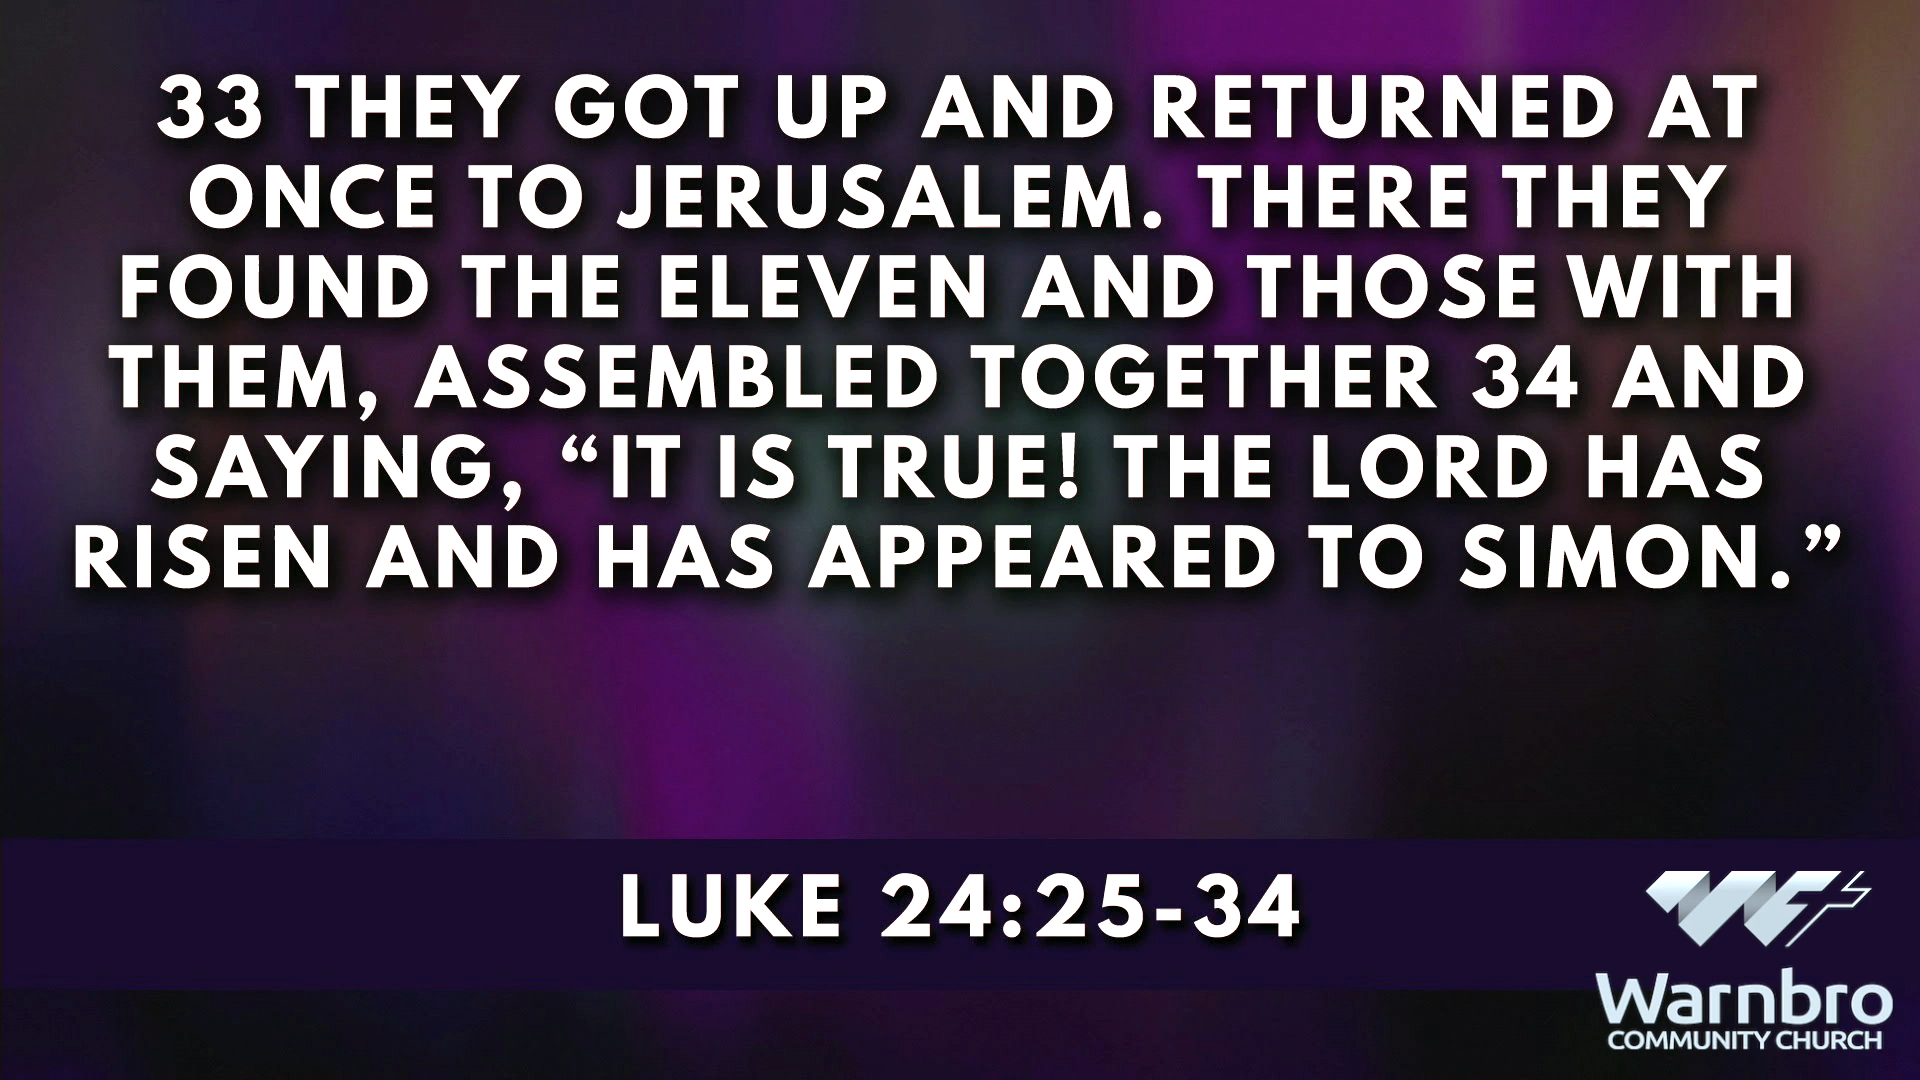 33 THEY GOT UP AND RETURNED AT
ONCE TO JERUSALEM. THERE THEY
FOUND THE ELEVEN AND THOSE WITH
THEM, ASSEMBLED TOGETHER 34 AND
SAYING, “IT IS TRUE! THE LORD HAS
RISEN AND HAS APPEARED TO SIMON.”
LUKE 24:25-34
Warnbro
COMMUNITY CHURCH